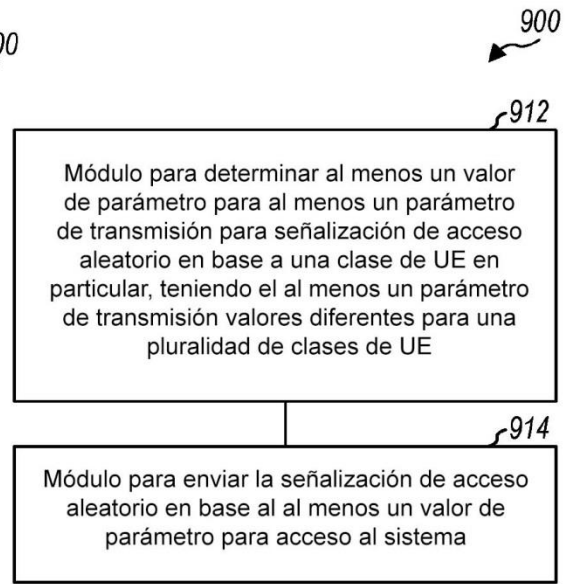 900
912
Módulo para determinar al menos un valor
de parámetro para al menos un parámetro
de transmisión para señalización de acceso
aleatorio en base a una clase de UE en
particular, teniendo el al menos un parámetro
de transmisión valores diferentes para una
pluralidad de clases de UE
914
Módulo para enviar la señalización de acceso
aleatorio en base al al menos un valor de
parámetro para acceso al sistema